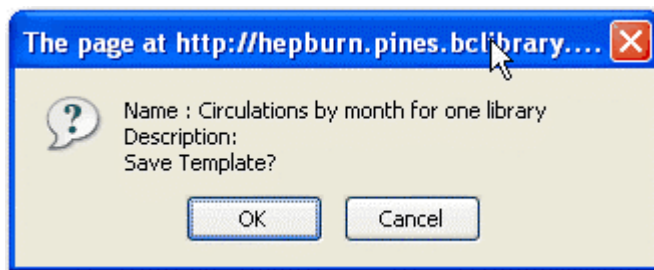 The page at http://hepburn.pines.bclibrary....
Name : Circulations by month for one library
Description:
Save Template?
OK Cancel